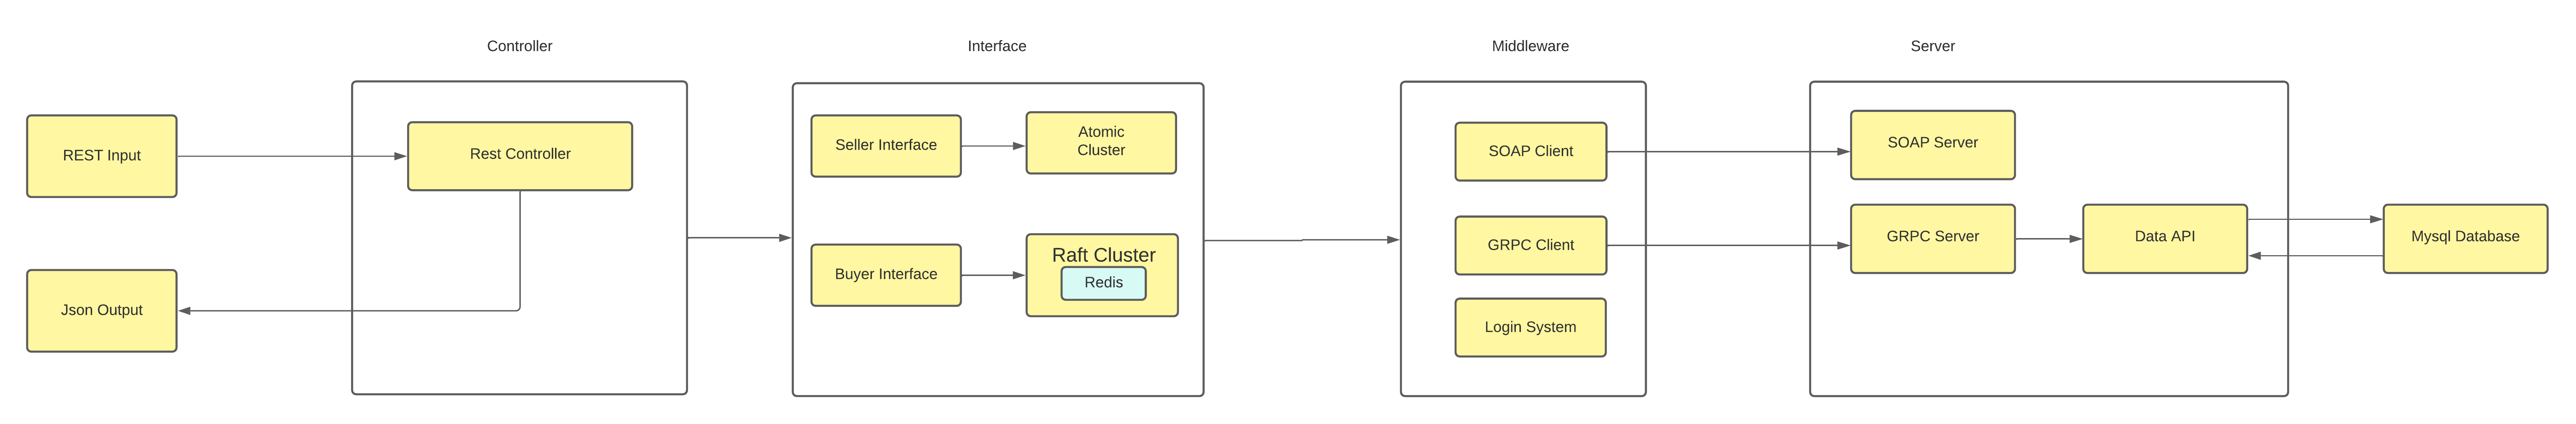 Controller
Interface
Middleware
Server
REST Input
Json Output
Rest Controller
Seller Interface
Atomic
Cluster
Buyer Interface
Raft Cluster
Redis
SOAP Client
GRPC Client
Login System
SOAP Server
GRPC Server
Data API
Mysql Database